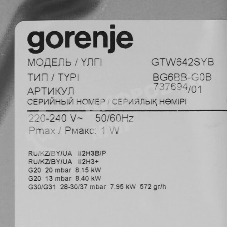 gorenje
МОДЕЛЬ / ҮЛГІ GTW642SYB
ТИП / ТҮРІ BG6BB-G0B
АРТИКУЛ 737694/01
СЕРИЙНЫЙ НОМЕР / СЕРИЯЛЫҚ НӨМІРІ
220-240 V~ 50/60Hz
Pmax / Pмакс: 1 W
RU/KZ/BY/UA II2H3B/P
RU/KZ/BY/UA II2H3+
G20 20 mbar 8.15 kW
G20 13 mbar 8.40 kW
G30/G31 28-30/37 mbar 7.95 kW 572 gr/h